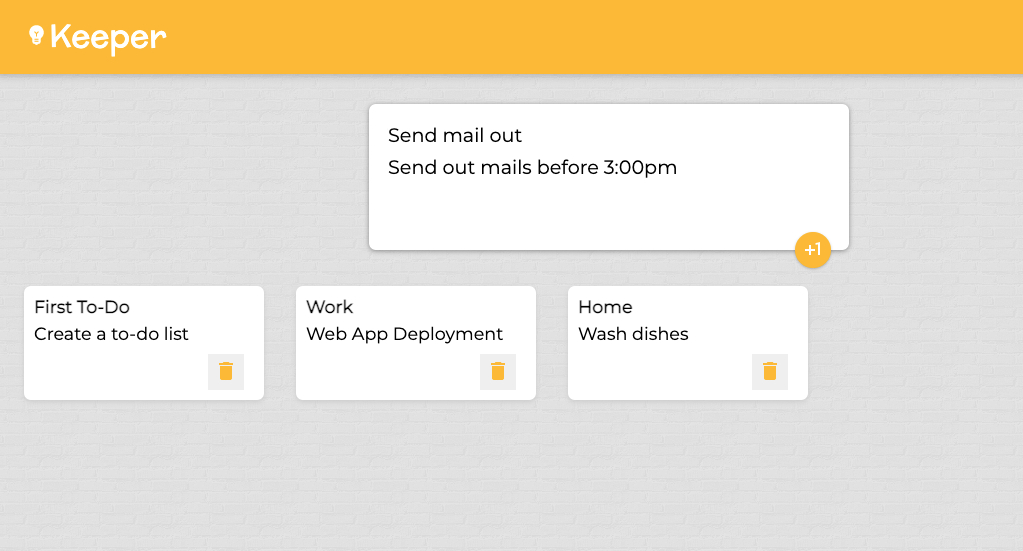 Keeper
Send mail out
Send out mails before 3:00pm
+1
First To-Do
Create a to-do list
Work
Web App Deployment
Home
Wash dishes